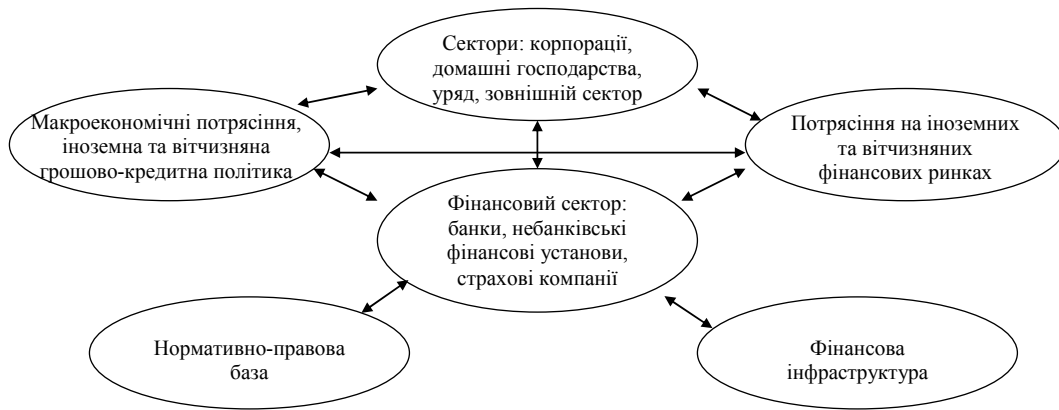 Сектори: корпорації,
домашні господарства,
уряд, зовнішній сектор
Макроекономічні потрясіння,
іноземна та вітчизняна
грошово-кредитна політика
Потрясіння на іноземних
та вітчизняних
фінансових ринках
Фінансовий сектор:
банки, небанківські
фінансові установи,
страхові компанії
Нормативно-правова
база
Фінансова
інфраструктура